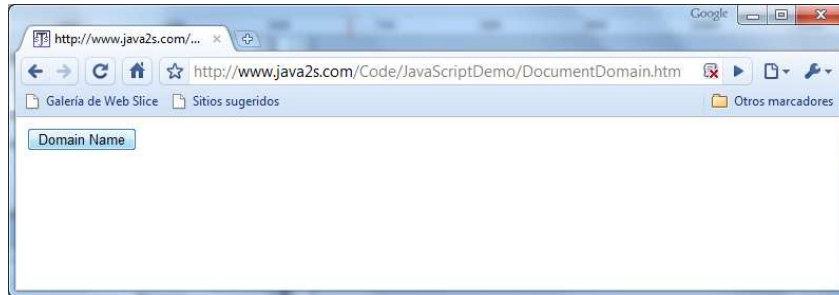 Google
http://www.java2s.com/...
http://www.java2s.com/Code/JavaScriptDemo/DocumentDomain.htm
Galería de Web Slice
Sitios sugeridos
Otros marcadores
Domain Name